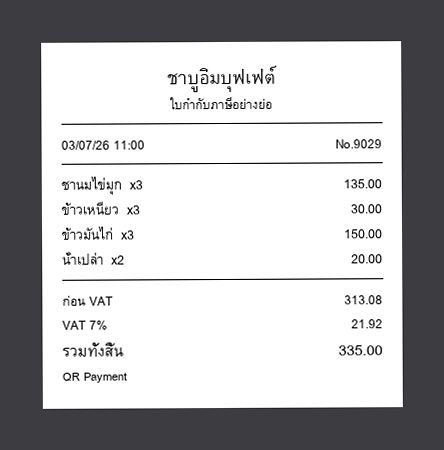 ชาบูอิมบุฟเฟต์
ใบกำกับภาษีอย่างย่อ
03/07/26 11:00 No.9029
ชานมไข่มุก x3 135.00
ข้าวเหนียว x3 30.00
ข้าวมันไก่ x3 150.00
น้ำเปล่า x2 20.00
ก่อน VAT 313.08
VAT 7% 21.92
รวมทั้งสิ้น 335.00
QR Payment